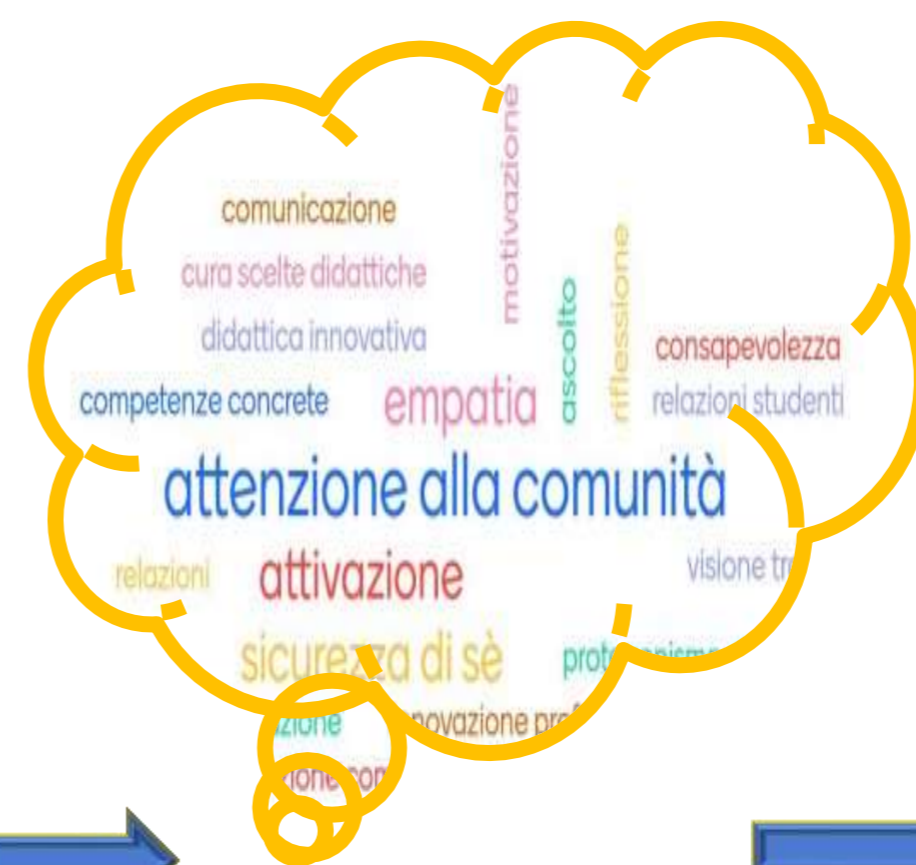 motivazione
comunicazione
cura scelte didattiche
ascolto
riflessione
didattica innovativa
consapevolezza
competenze concrete
empatia
relazioni studenti
attenzione alla comunità
relazioni
attivazione
visione
sicurezza di sè